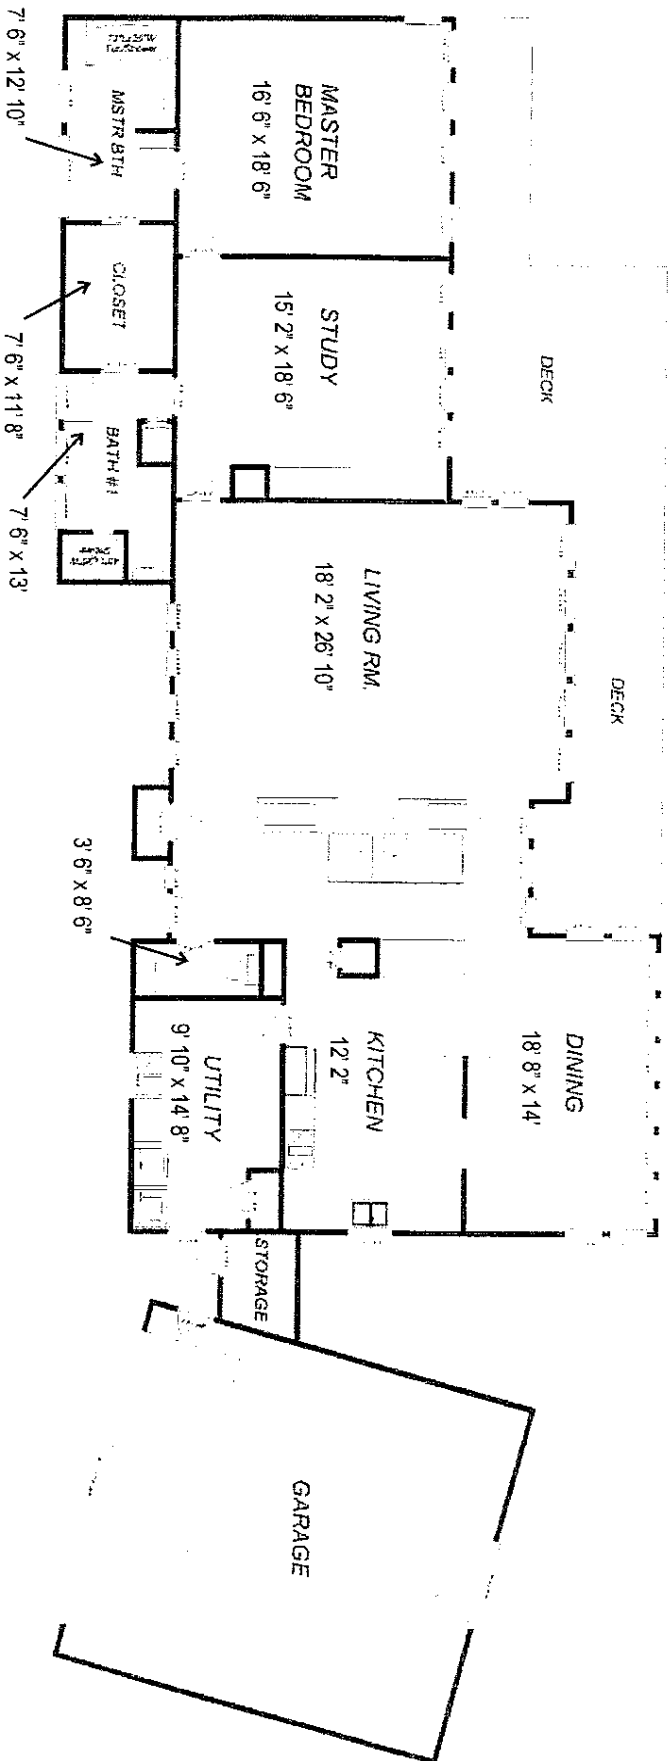 MASTER
BEDROOM
16' 6" x 18' 6"
MSTR BTH
7' 6" x 12' 10"
CLOSET
7' 6" x 11' 8"
STUDY
15' 2" x 18' 6"
BATH #1
7' 6" x 13'
DECK
DECK
LIVING RM.
18' 2" x 26' 10"
3' 6" x 8' 6"
DINING
18' 8" x 14'
KITCHEN
12' 2"
UTILITY
9' 10" x 14' 8"
STORAGE
GARAGE